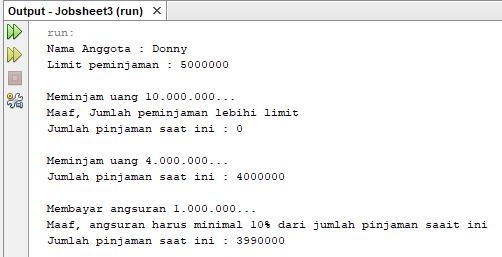 Output - Jobsheet3 (run) ×
run:
Nama Anggota : Donny
Limit peminjaman : 5000000
Meminjam uang 10.000.000...
Maaf, Jumlah peminjaman lebihi limit
Jumlah pinjaman saat ini : 0
Meminjam uang 4.000.000...
Jumlah pinjaman saat ini : 4000000
Membayar angsuran 1.000.000...
Maaf, angsuran harus minimal 10% dari jumlah pinjaman saait ini
Jumlah pinjaman saat ini : 3990000